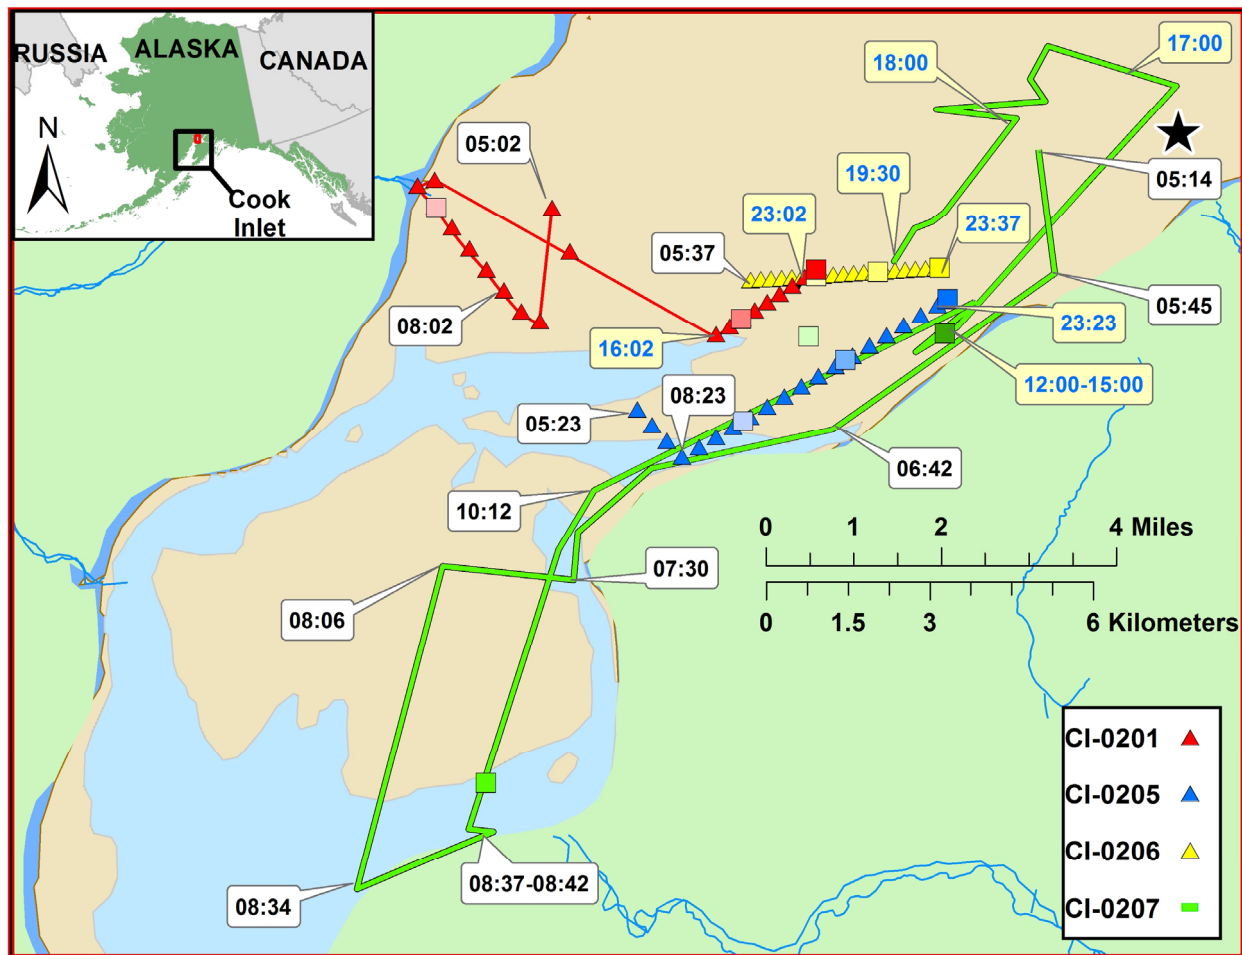 RUSSIA
ALASKA
CANADA
N
Cook
Inlet
05:02
18:00
17:00
05:14
19:30
23:02
23:37
05:37
08:02
16:02
05:45
23:23
12:00-15:00
08:23
05:23
06:42
10:12
07:30
08:06
08:34
08:37-08:42
0 1 2 4 Miles
0 1.5 3 6 Kilometers
CI-0201
CI-0205
CI-0206
CI-0207